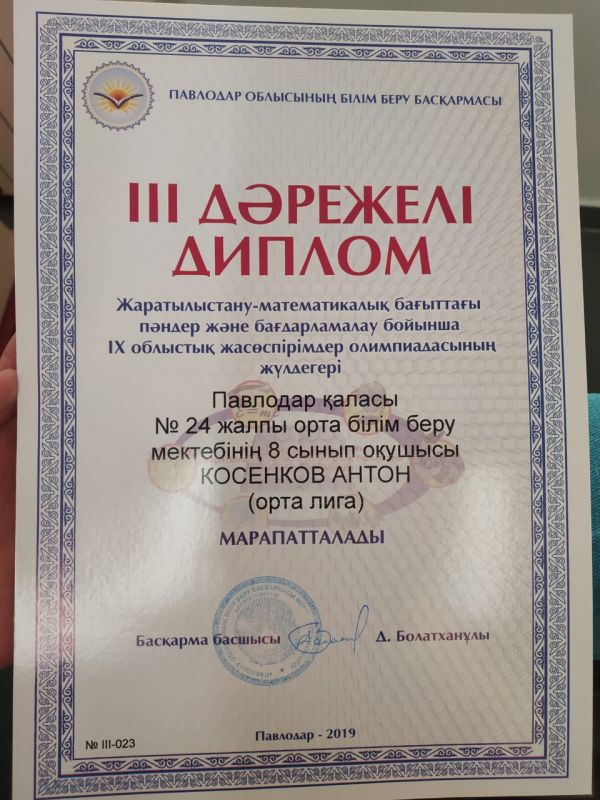 ПАВЛОДАР ОБЛЫСЫНЫҢ БІЛІМ БЕРУ БАСҚАРМАСЫ
III ДӘРЕЖЕЛІ
ДИПЛОМ
Жаратылыстану-математикалық бағыттағы
пәндер және бағдарламалау бойынша
IX облыстық жасөспірімдер олимпиадасының
жүлдегері
Павлодар қаласы
№ 24 жалпы орта білім беру
мектебінің 8 сынып оқушысы
КОСЕНКОВ АНТОН
(орта лига)
МАРАПАТТАЛАДЫ
Басқарма басшысы Д. Болатханұлы
Павлодар - 2019
№ III-023